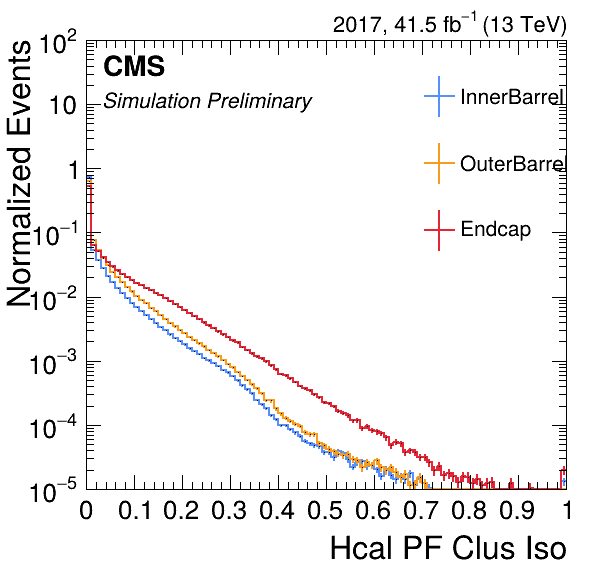 2017, 41.5 fb⁻¹ (13 TeV)
CMS
Simulation Preliminary
InnerBarrel
OuterBarrel
Endcap
Normalized Events
10²
10
1
10⁻¹
10⁻²
10⁻³
10⁻⁴
10⁻⁵
0 0.1 0.2 0.3 0.4 0.5 0.6 0.7 0.8 0.9 1
Hcal PF Clus Iso